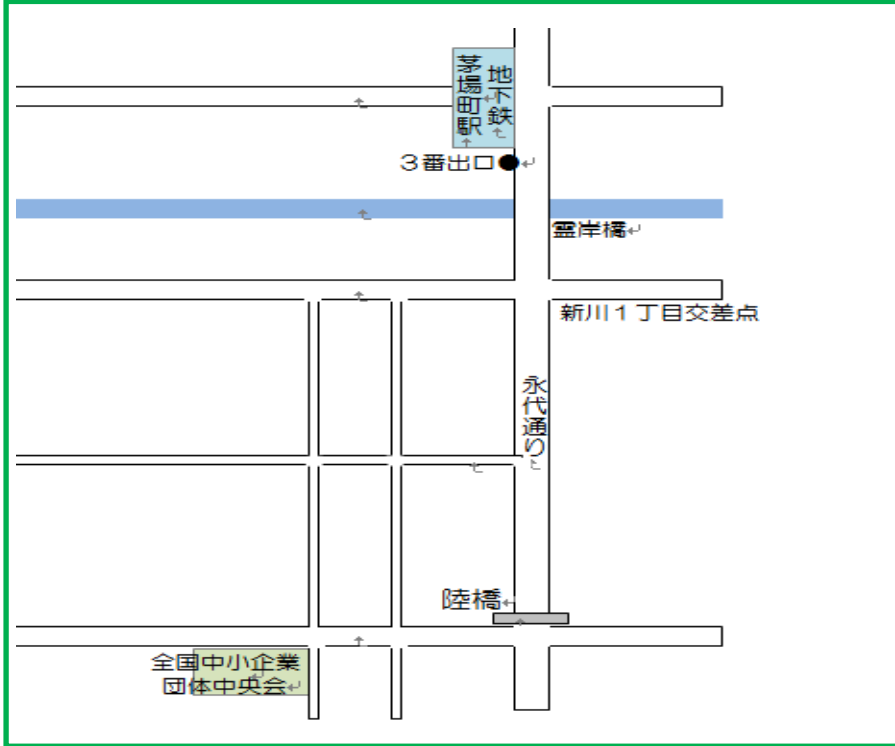 地下鉄
茅場町駅
３番出口
霊岸橋
新川１丁目交差点
永代通り
陸橋
全国中小企業
団体中央会